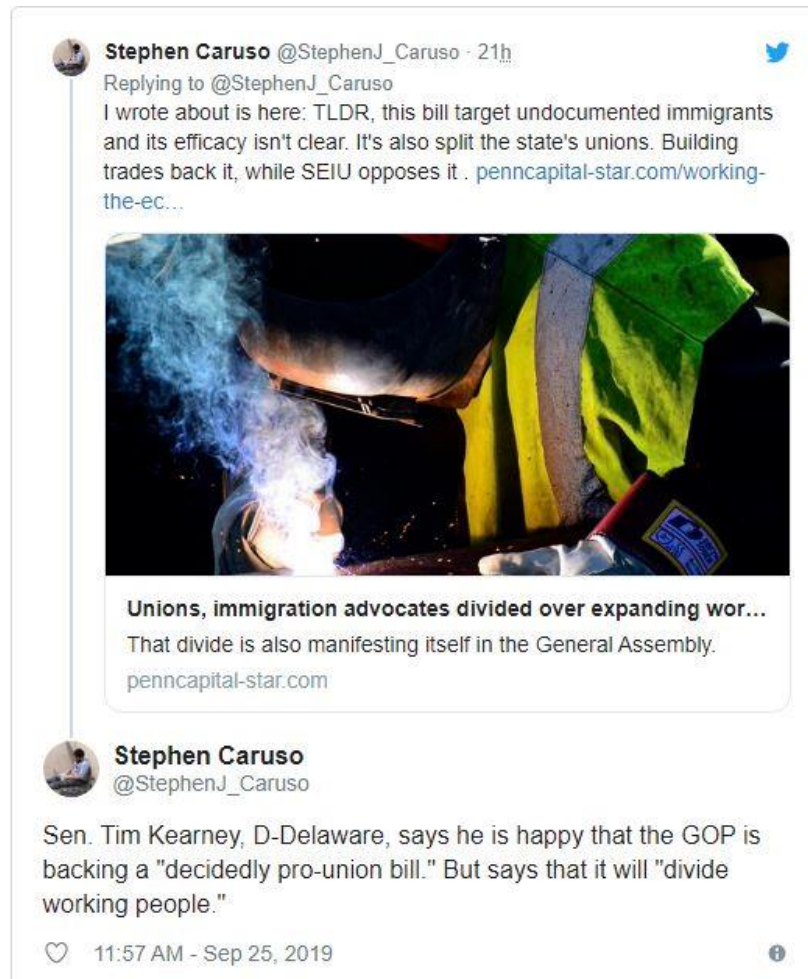 Stephen Caruso @StephenJ_Caruso · 21h
Replying to @StephenJ_Caruso
I wrote about is here: TLDR, this bill target undocumented immigrants
and its efficacy isn't clear. It's also split the state's unions. Building
trades back it, while SEIU opposes it . penncapital-star.com/working-
the-ec…
Unions, immigration advocates divided over expanding wor…
That divide is also manifesting itself in the General Assembly.
penncapital-star.com
Stephen Caruso
@StephenJ_Caruso
Sen. Tim Kearney, D-Delaware, says he is happy that the GOP is
backing a "decidedly pro-union bill." But says that it will "divide
working people."
11:57 AM - Sep 25, 2019